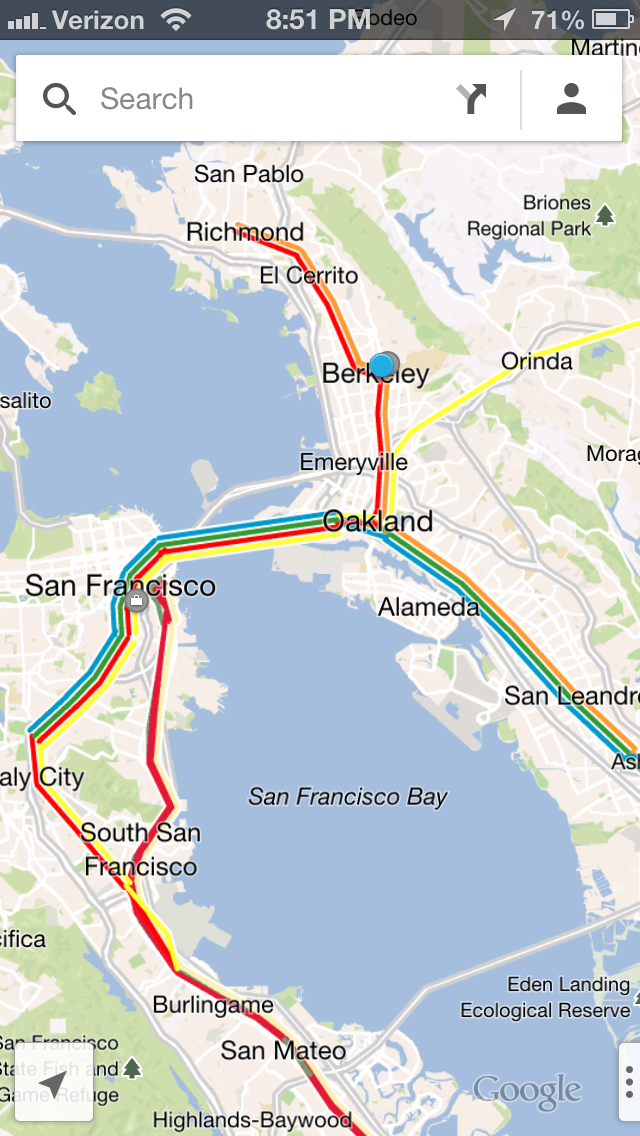 Verizon 8:51 PM 71%
Rodeo
Martin
Search
San Pablo
Briones
Regional Park
Richmond
El Cerrito
Orinda
Berkeley
salito
Morag
Emeryville
Oakland
San Francisco
Alameda
San Leandro
Ash
aly City
San Francisco Bay
South San
Francisco
cifica
Eden Landing
Ecological Reserve
Burlingame
San Francisco
State Fish and
Game Refuge
San Mateo
Google
Highlands-Baywood